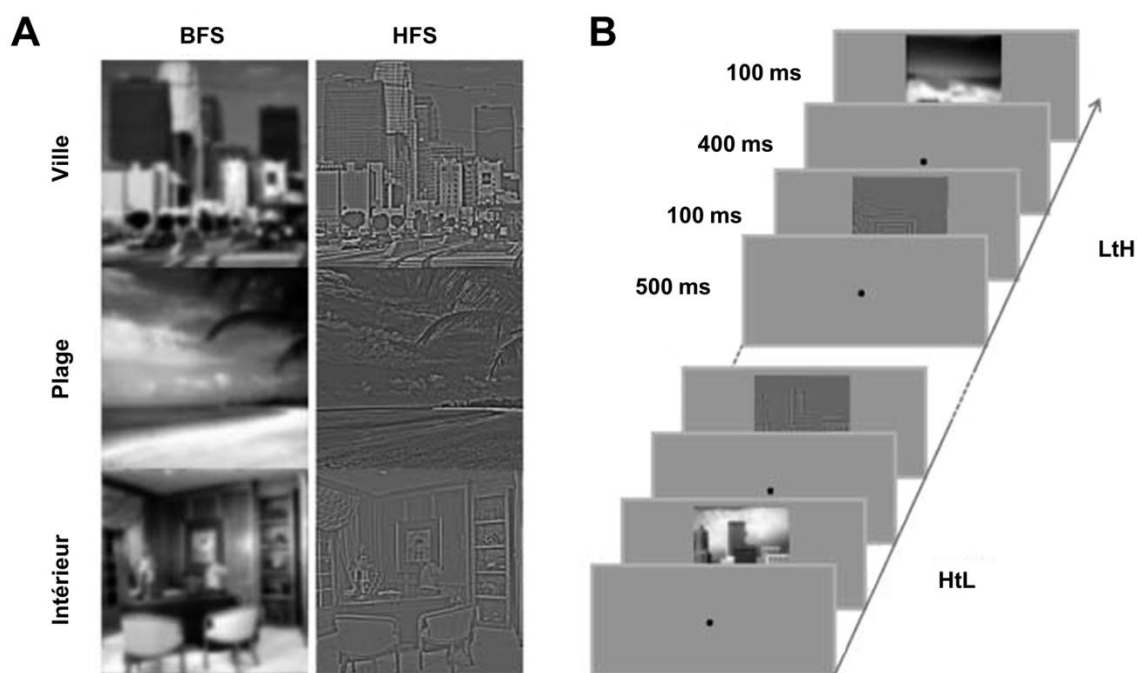 A
BFS
HFS
Ville
Plage
Intérieur
B
100 ms
400 ms
100 ms
500 ms
LtH
HtL